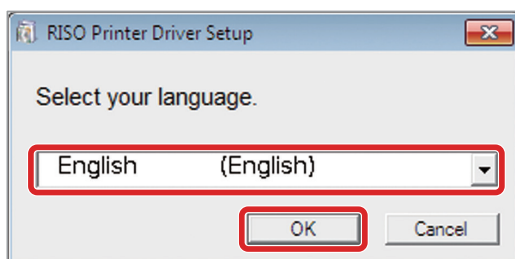 RISO Printer Driver Setup
Select your language.
English (English)
OK Cancel